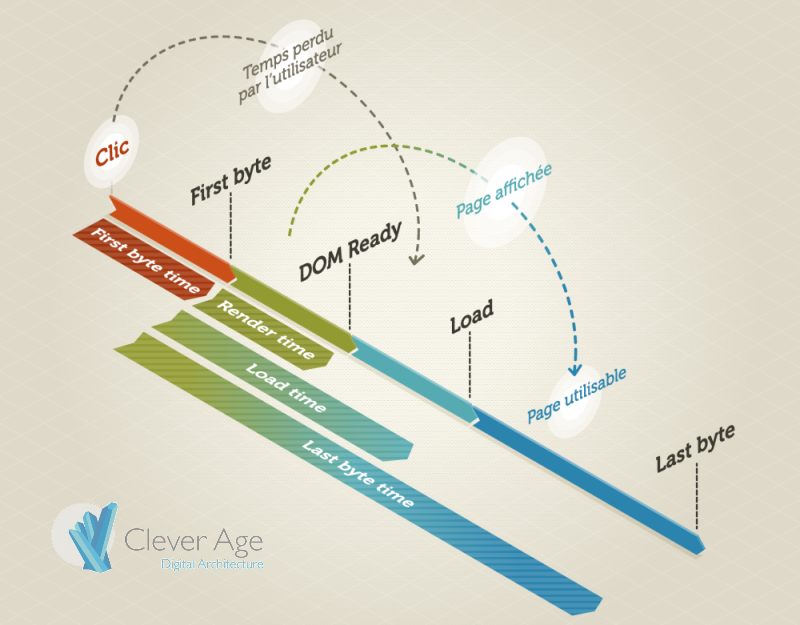 Temps perdu
par l'utilisateur
Clic
First byte
Page affichée
DOM Ready
First byte time
Render time
Load
Load time
Page utilisable
Last byte time
Last byte
Clever Age
Digital Architecture